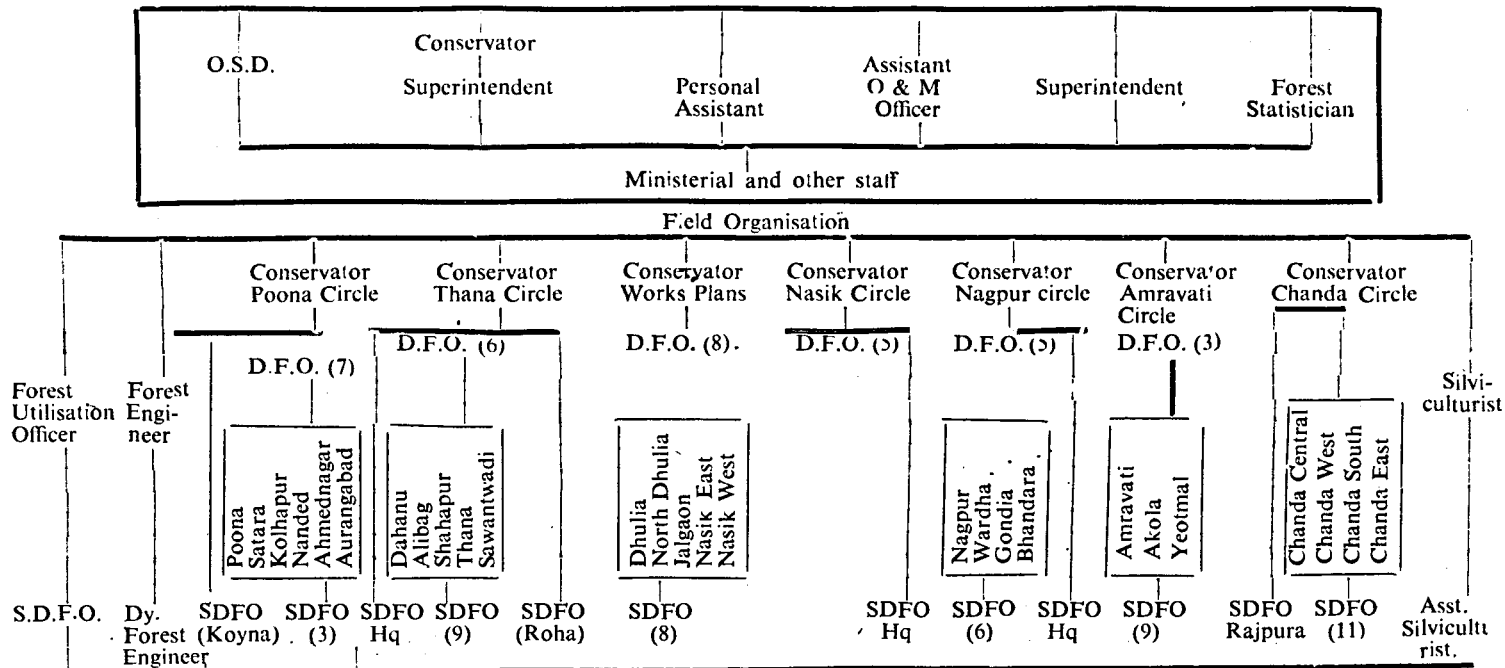 Conservator
O.S.D.
Superintendent
Personal
Assistant
Assistant
O & M
Officer
Superintendent
Forest
Statistician
Ministerial and other staff
Field Organisation
Conservator
Poona Circle
Conservator
Thana Circle
Conservator
Works Plans
Conservator
Nasik Circle
Conservator
Nagpur circle
Conservator
Amravati
Circle
Conservator
Chanda Circle
D.F.O. (7)
D.F.O. (6)
D.F.O. (8).
D.F.O. (5)
D.F.O. (5)
D.F.O. (3)
Forest
Utilisation
Officer
Forest
Engi-
neer
Silvi-
culturist
Poona
Satara
Kolhapur
Nanded
Ahmednagar
Aurangabad
Dahanu
Alibag
Shahapur
Thana
Sawantwadi
Dhulia
North Dhulia
Jalgaon
Nasik East
Nasik West
Nagpur
Wardha
Gondia
Bhandara
Amravati
Akola
Yeotmal
Chanda Central
Chanda West
Chanda South
Chanda East
S.D.F.O.
Dy.
Forest
Engineer
SDFO
(Koyna)
SDFO
(3)
SDFO
Hq
SDFO
(9)
SDFO
(Roha)
SDFO
(8)
SDFO
Hq
SDFO
(6)
SDFO
Hq
SDFO
(9)
SDFO
Rajpura
SDFO
(11)
Asst.
Silvicultu
rist.